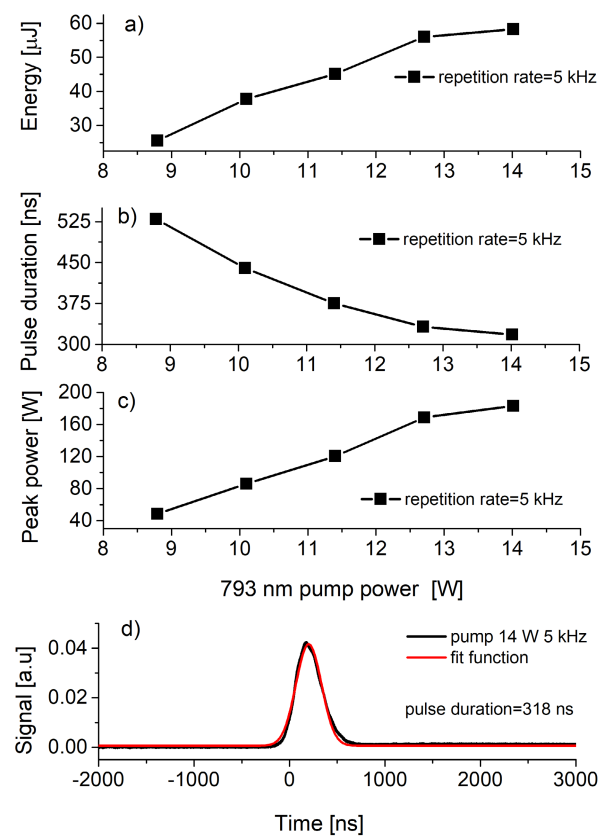 a)
Energy [µJ]
60
50
40
30
repetition rate=5 kHz
8 9 10 11 12 13 14 15
b)
Pulse duration [ns]
525
450
375
300
repetition rate=5 kHz
8 9 10 11 12 13 14 15
c)
Peak power [W]
200
160
120
80
40
repetition rate=5 kHz
8 9 10 11 12 13 14 15
793 nm pump power [W]
d)
Signal [a.u]
0.04
0.02
0.00
pump 14 W 5 kHz
fit function
pulse duration=318 ns
-2000 -1000 0 1000 2000 3000
Time [ns]